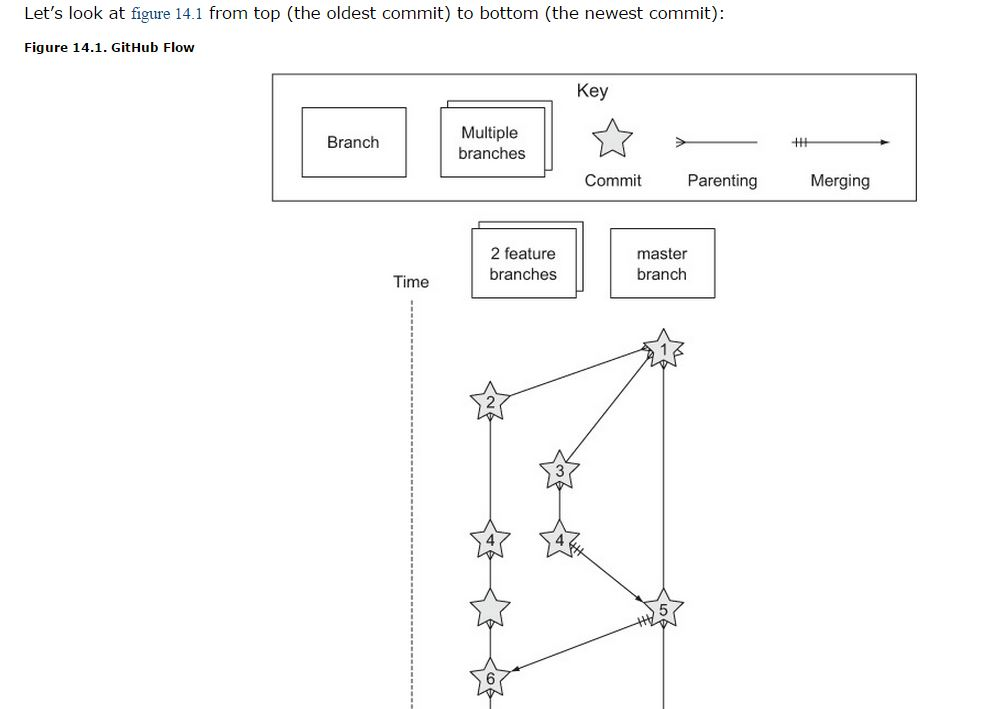 Let's look at figure 14.1 from top (the oldest commit) to bottom (the newest commit):
Figure 14.1. GitHub Flow
Key
Branch
Multiple
branches
Commit
Parenting
Merging
2 feature
branches
master
branch
Time
1
2
3
4
4
5
6